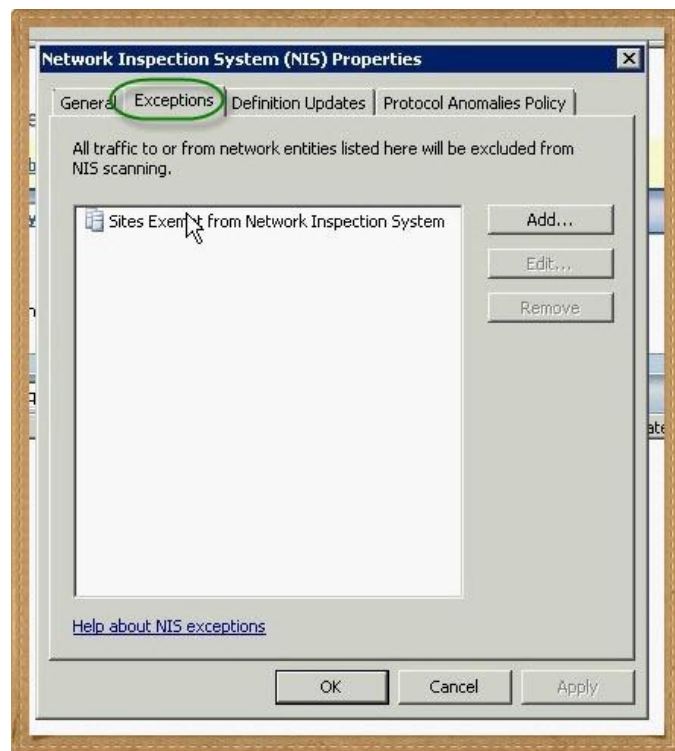 Network Inspection System (NIS) Properties
General
Exceptions
Definition Updates
Protocol Anomalies Policy
All traffic to or from network entities listed here will be excluded from
NIS scanning.
Sites Exempt from Network Inspection System
Add...
Edit...
Remove
Help about NIS exceptions
OK
Cancel
Apply